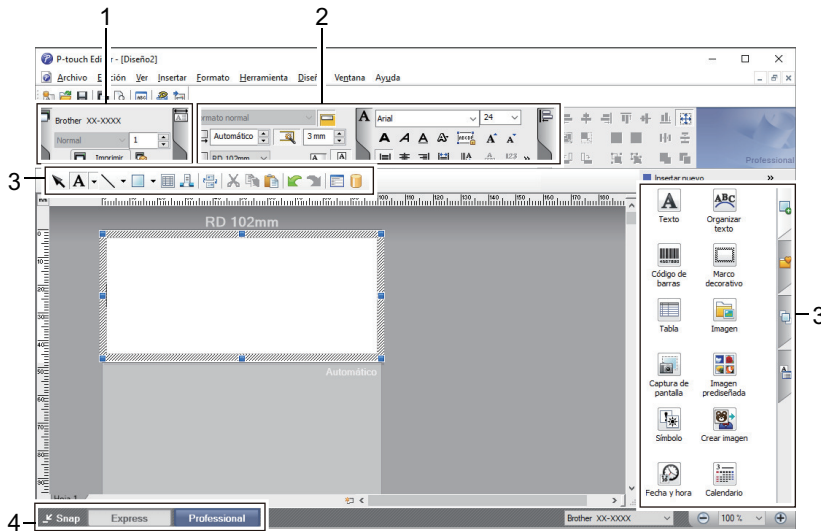 1
2
P-touch Editor - [Diseño2]
Archivo Edición Ver Insertar Formato Herramienta Diseño Ventana Ayuda
Brother XX-XXXX
Normal
1
Imprimir
formato normal
Automático
3 mm
RD 102mm
Arial
24
Professional
3
Insertar nuevo
RD 102mm
Texto
Organizar
texto
Código de
barras
Marco
decorativo
Tabla
Imagen
3
Captura de
pantalla
Imagen
prediseñada
Símbolo
Crear imagen
Fecha y hora
Calendario
Automático
Hoja 1
4
Snap
Express
Professional
Brother XX-XXXX
100 %